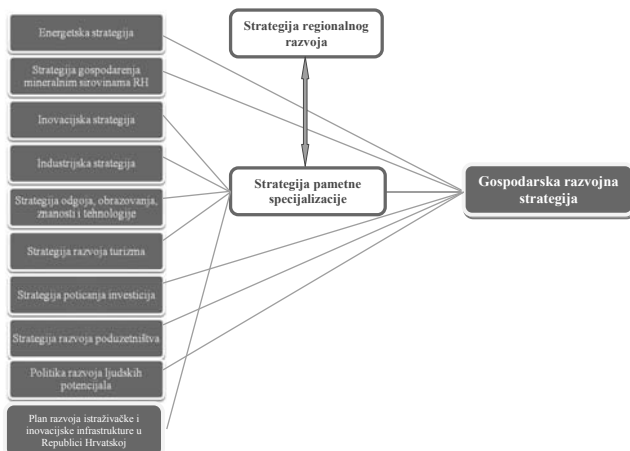 Energetska strategija
Strategija gospodarenja
mineralnim sirovinama RH
Inovacijska strategija
Industrijska strategija
Strategija odgoja, obrazovanja,
znanosti i tehnologije
Strategija razvoja turizma
Strategija poticanja investicija
Strategija razvoja poduzetništva
Politika razvoja ljudskih
potencijala
Plan razvoja istraživačke i
inovacijske infrastrukture u
Republici Hrvatskoj
Strategija regionalnog
razvoja
Strategija pametne
specijalizacije
Gospodarska razvojna
strategija